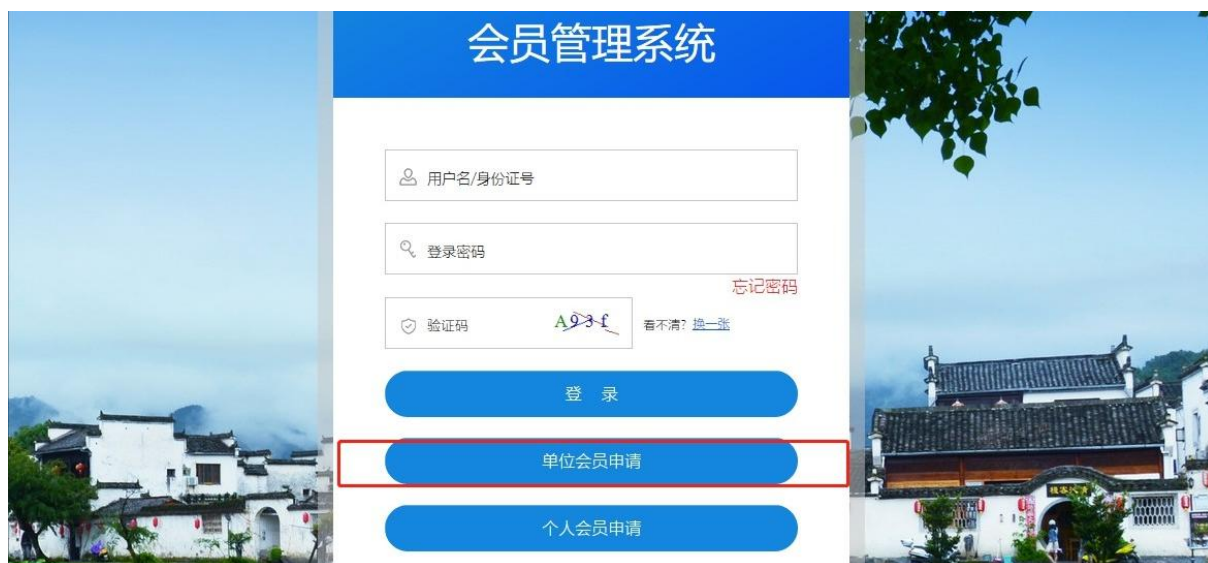 会员管理系统
用户名/身份证号
登录密码
忘记密码
验证码 A93f 看不清? 换一张
登 录
单位会员申请
个人会员申请